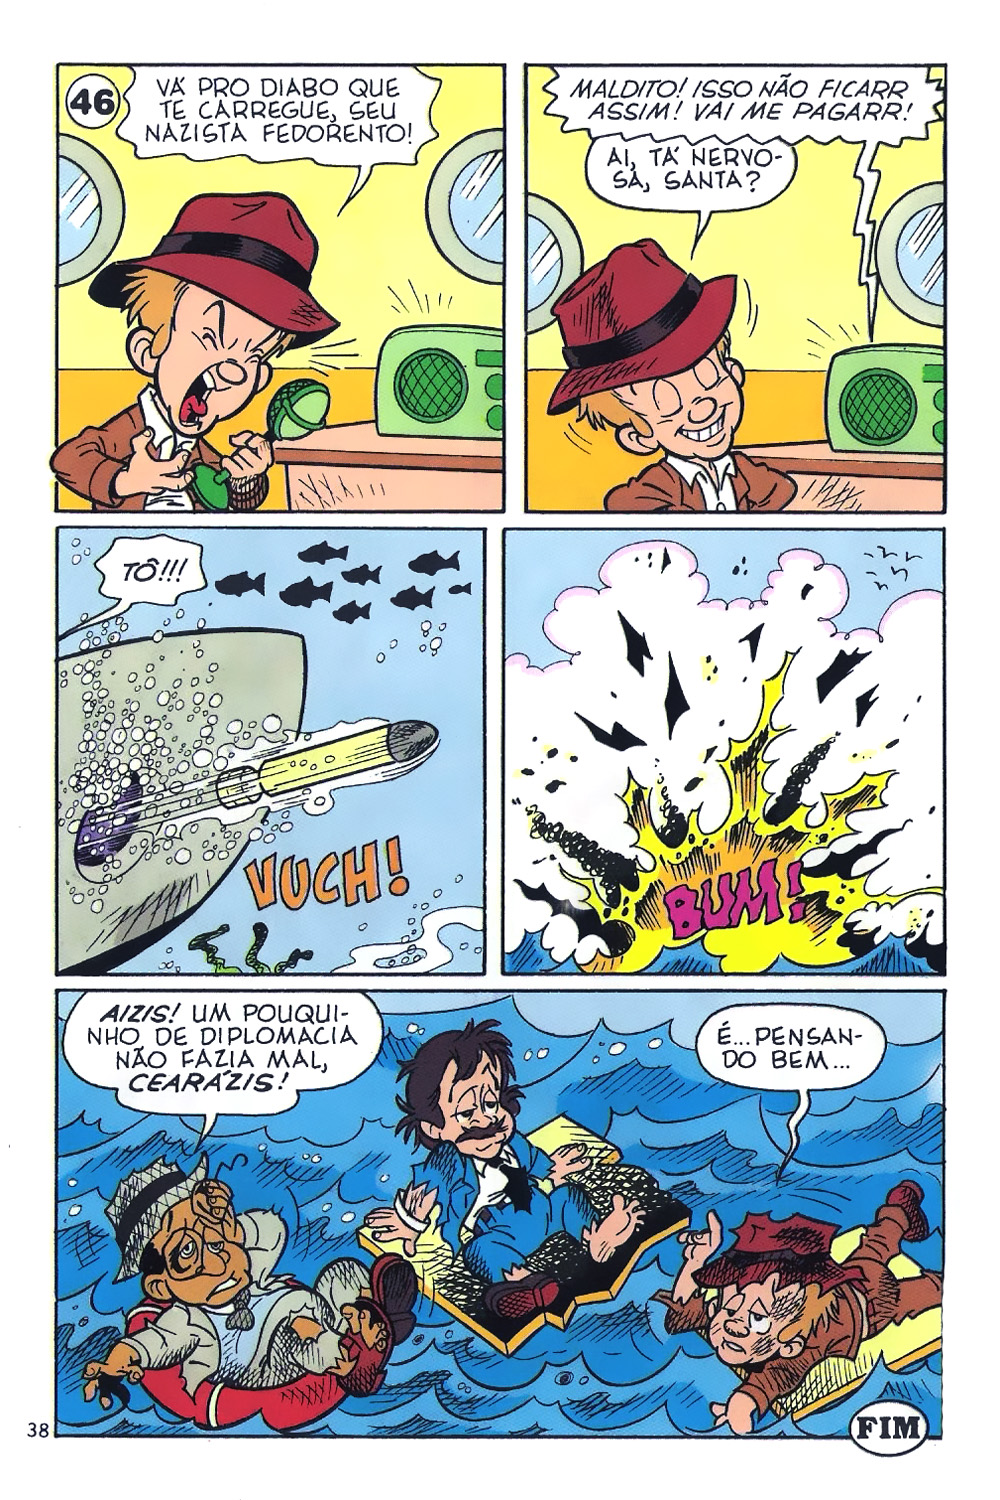 46
VÁ PRO DIABO QUE
TE CARREGUE, SEU
NAZISTA FEDORENTO!
MALDITO! ISSO NÃO FICARR
ASSIM! VAI ME PAGARR!
AI, TÁ NERVO-
SA, SANTA?
TÔ!!!
VUCH!
BUM!
AIZIS! UM POUQUI-
NHO DE DIPLOMACIA
NÃO FAZIA MAL,
CEARÁZIS!
É... PENSAN-
DO BEM...
38
FIM